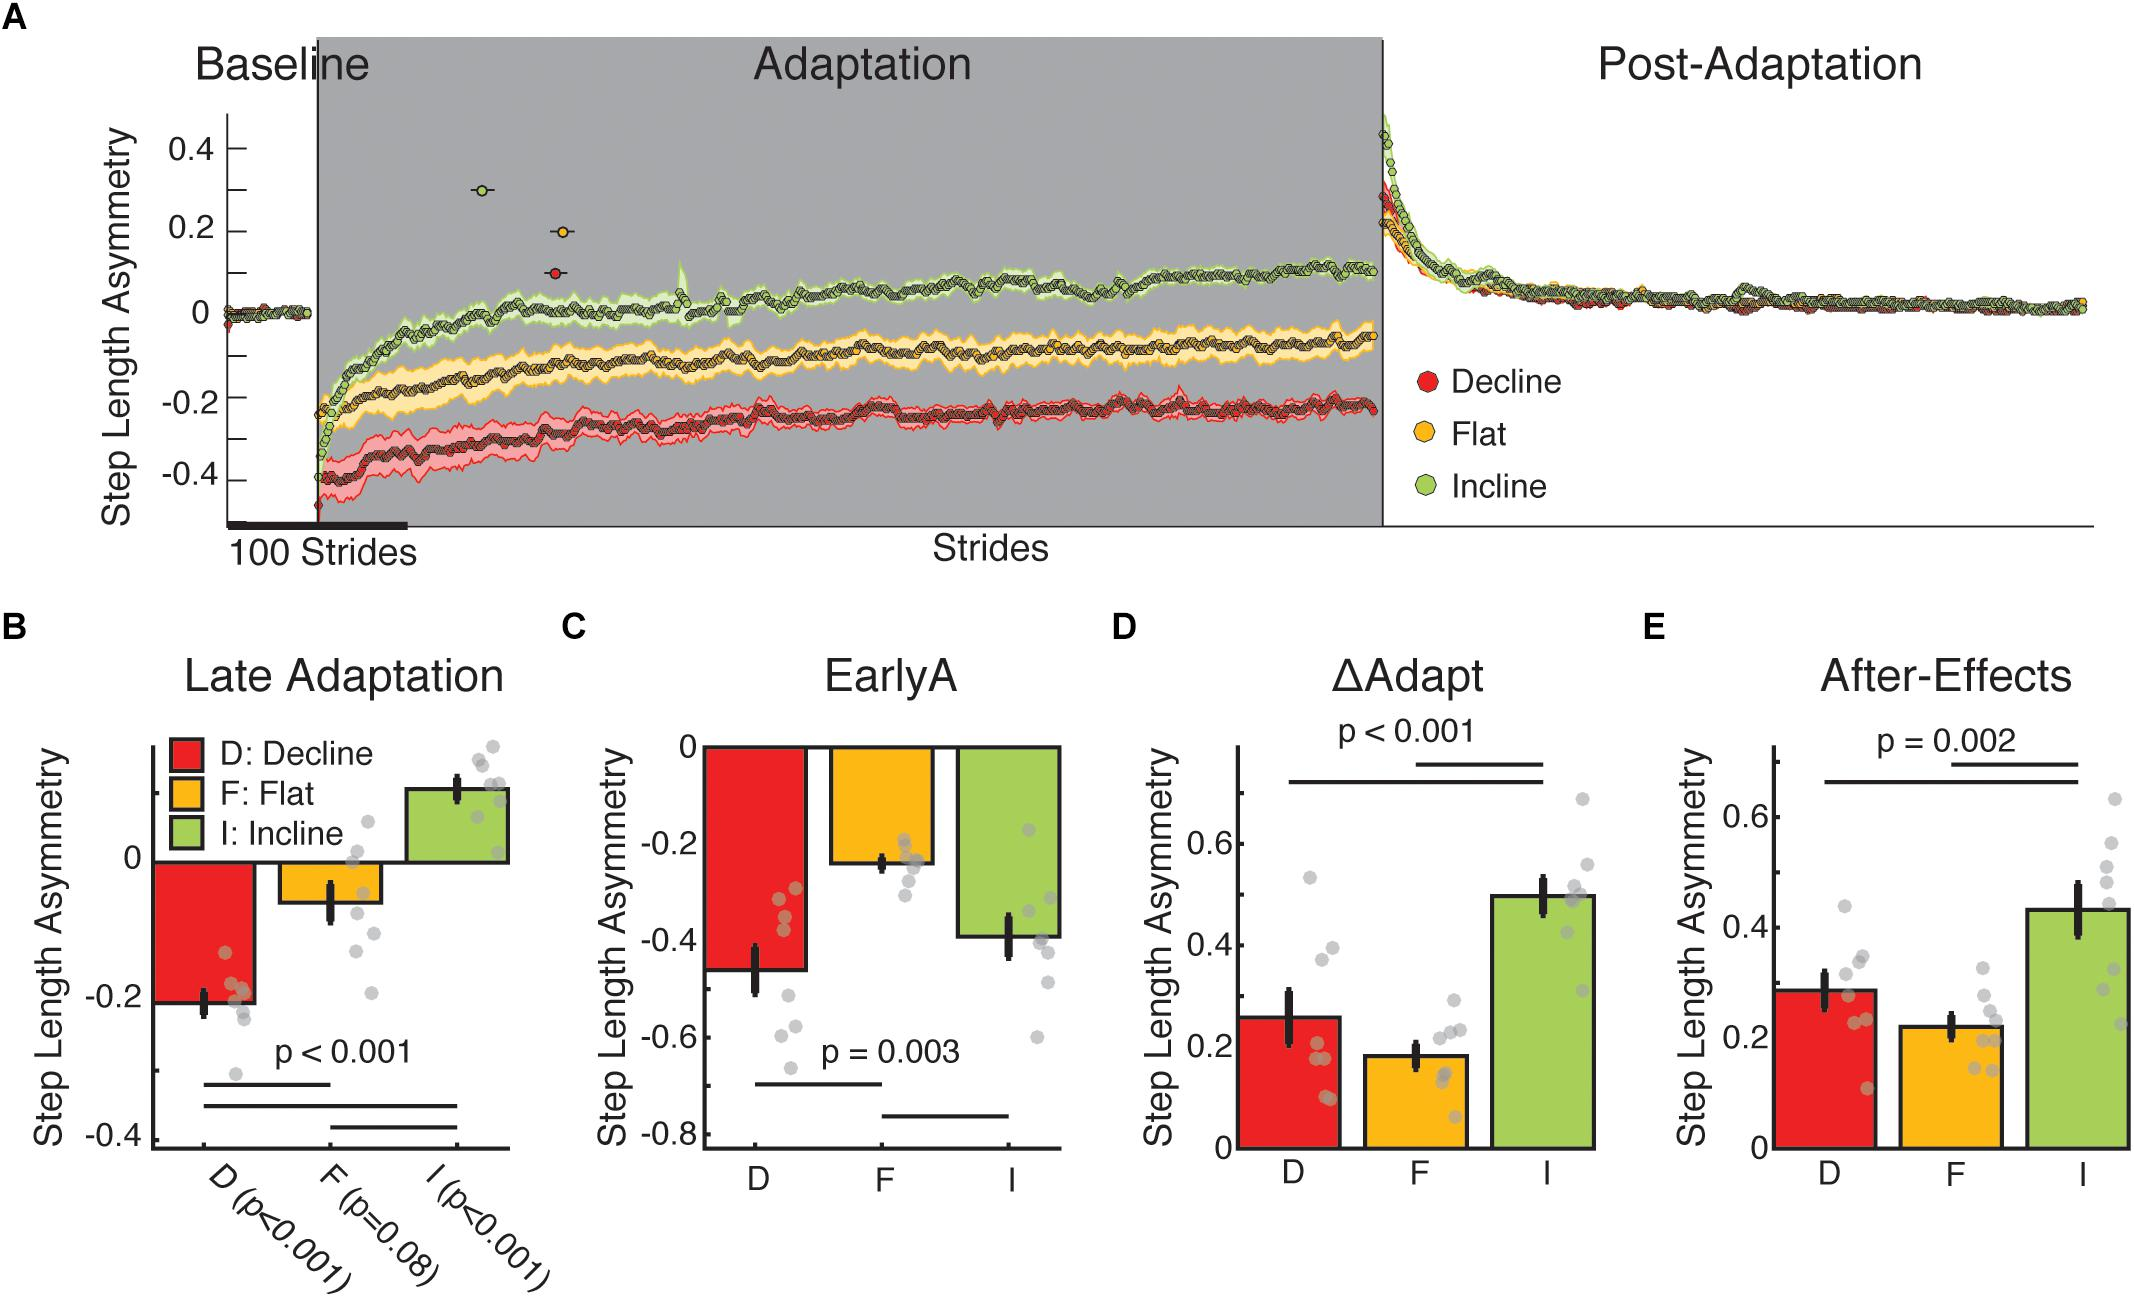 A
Baseline
Adaptation
Post-Adaptation
Step Length Asymmetry
0.4
0.2
0
-0.2
-0.4
Decline
Flat
Incline
100 Strides
Strides
B
Late Adaptation
D: Decline
F: Flat
I: Incline
Step Length Asymmetry
0
-0.2
-0.4
p < 0.001
D (p<0.001)
F (p=0.08)
I (p<0.001)
C
EarlyA
Step Length Asymmetry
0
-0.2
-0.4
-0.6
-0.8
p = 0.003
D
F
I
D
ΔAdapt
p < 0.001
Step Length Asymmetry
0.6
0.4
0.2
0
D
F
I
E
After-Effects
p = 0.002
Step Length Asymmetry
0.6
0.4
0.2
0
D
F
I